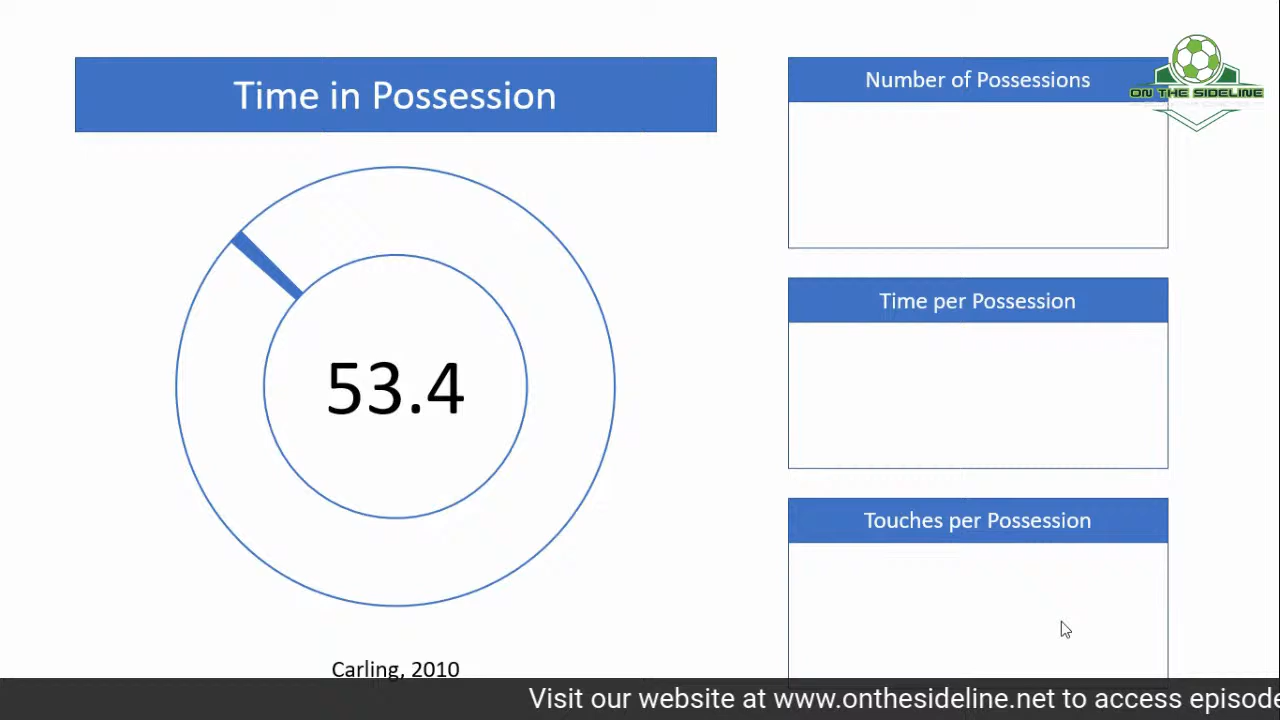 Time in Possession
53.4
Carling, 2010
Number of Possessions
Time per Possession
Touches per Possession
ON THE SIDELINE
Visit our website at www.onthesideline.net to access episode